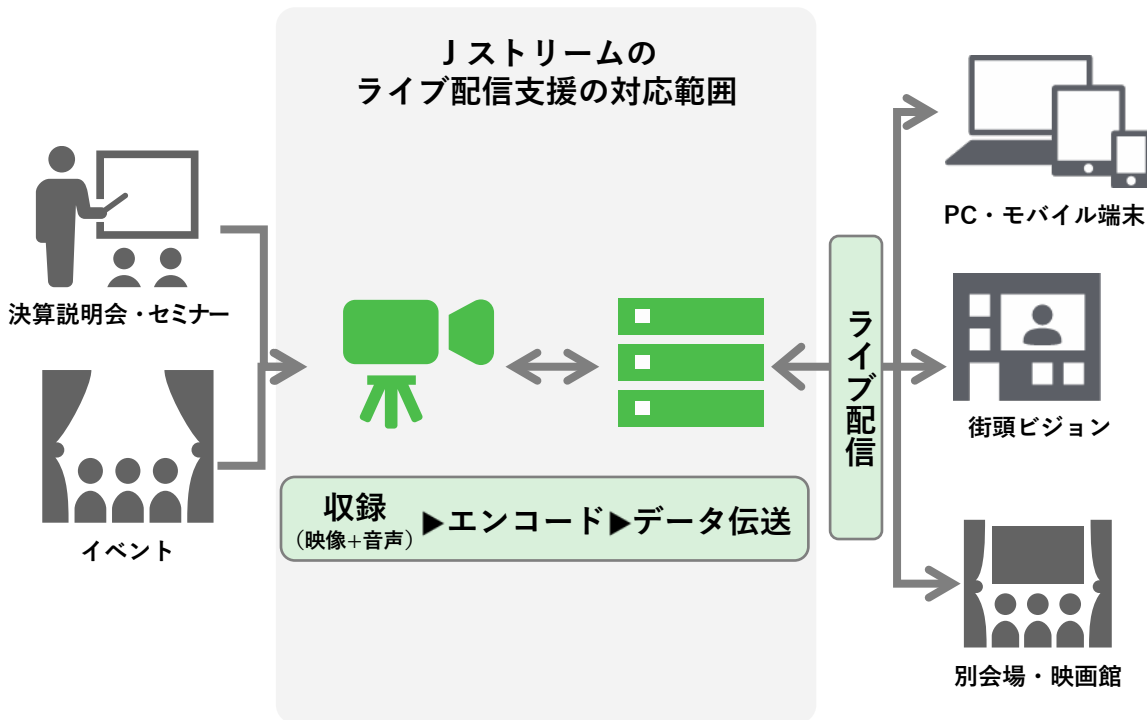 Jストリームの
ライブ配信支援の対応範囲
決算説明会・セミナー
イベント
収録
(映像+音声)
▶エンコード▶データ伝送
ライブ配信
PC・モバイル端末
街頭ビジョン
別会場・映画館